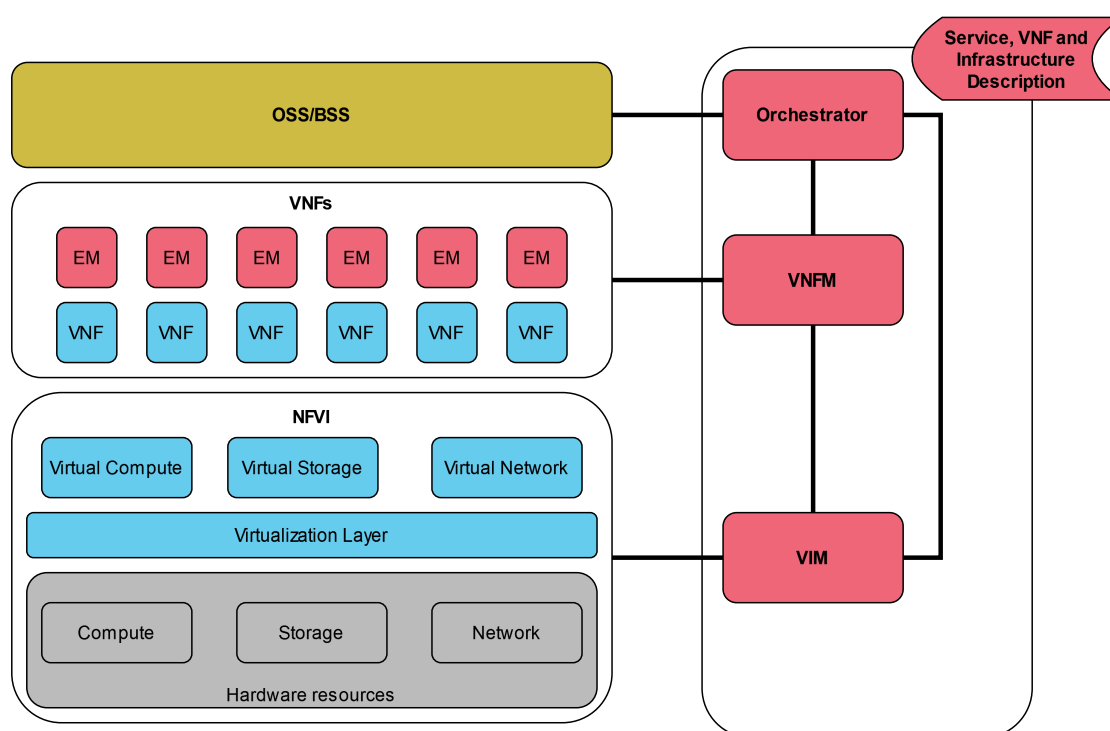 Service, VNF and
Infrastructure
Description
OSS/BSS
Orchestrator
VNFs
EM EM EM EM EM EM
VNFM
VNF VNF VNF VNF VNF VNF
NFVI
Virtual Compute Virtual Storage Virtual Network
Virtualization Layer
VIM
Compute Storage Network
Hardware resources